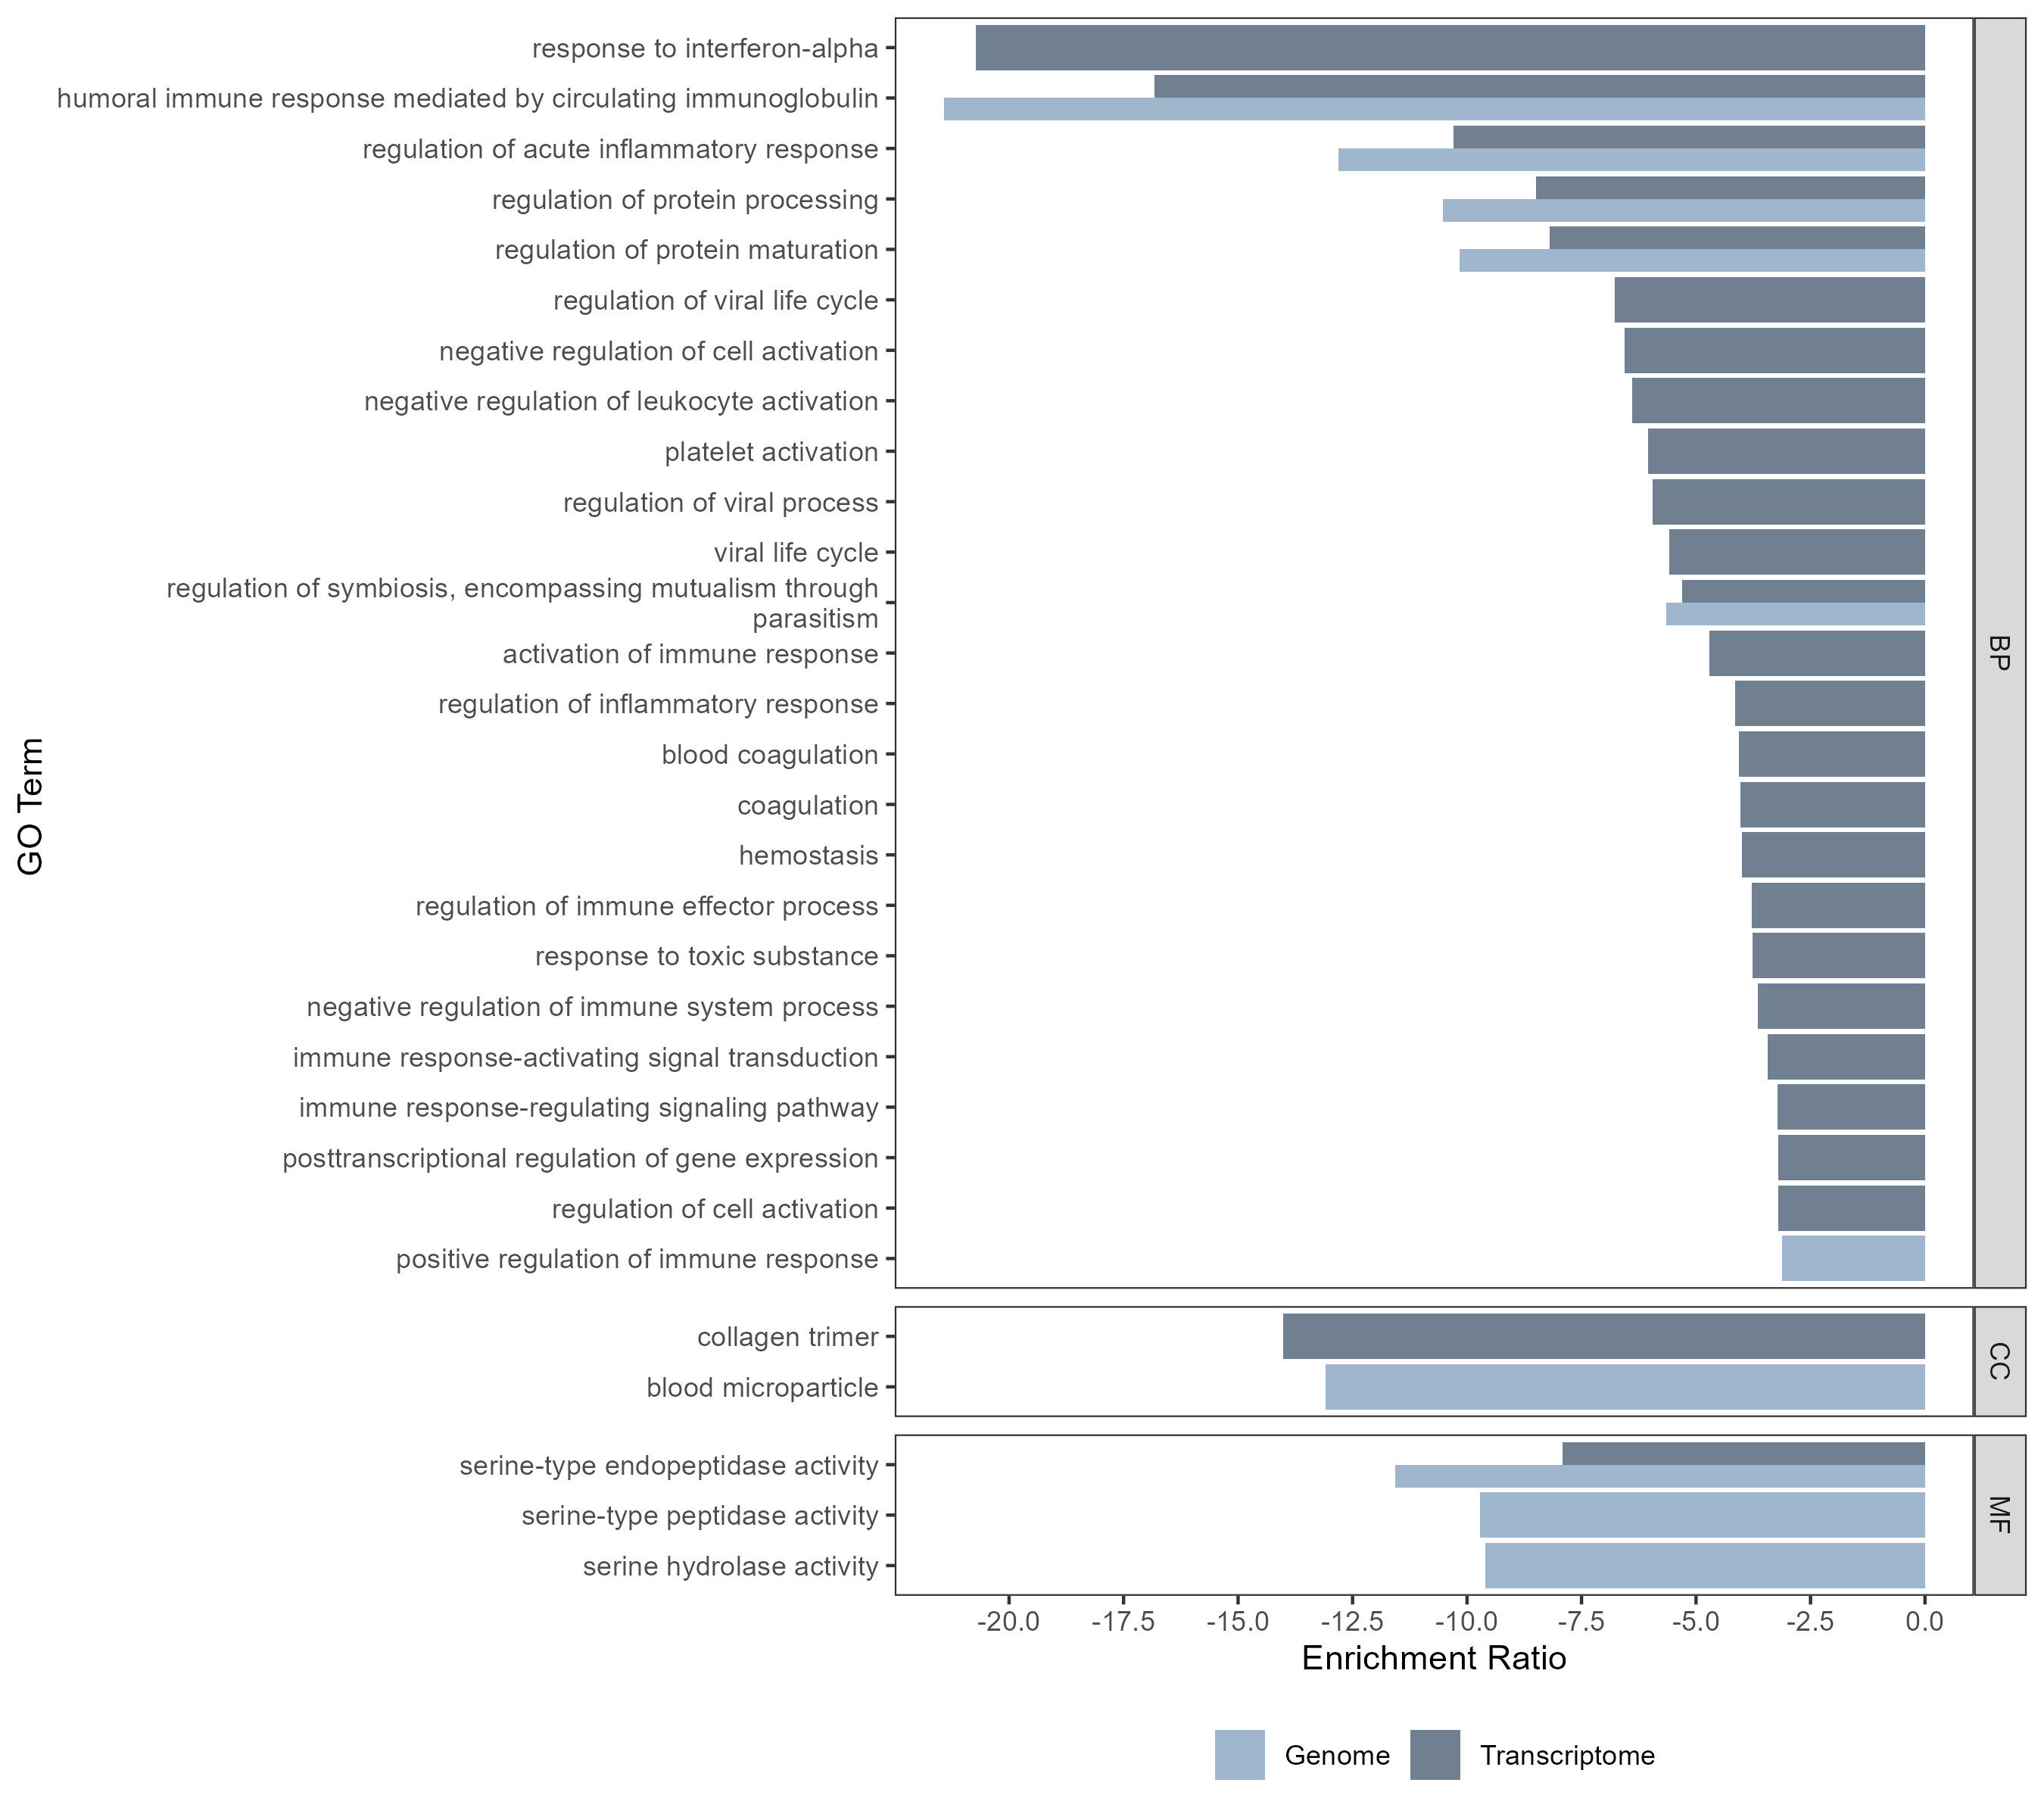 response to interferon-alpha
humoral immune response mediated by circulating immunoglobulin
regulation of acute inflammatory response
regulation of protein processing
regulation of protein maturation
regulation of viral life cycle
negative regulation of cell activation
negative regulation of leukocyte activation
platelet activation
regulation of viral process
viral life cycle
regulation of symbiosis, encompassing mutualism through
parasitism
activation of immune response
regulation of inflammatory response
blood coagulation
coagulation
hemostasis
regulation of immune effector process
response to toxic substance
negative regulation of immune system process
immune response-activating signal transduction
immune response-regulating signaling pathway
posttranscriptional regulation of gene expression
regulation of cell activation
positive regulation of immune response
BP
collagen trimer
blood microparticle
CC
serine-type endopeptidase activity
serine-type peptidase activity
serine hydrolase activity
MF
GO Term
-20.0 -17.5 -15.0 -12.5 -10.0 -7.5 -5.0 -2.5 0.0
Enrichment Ratio
Genome Transcriptome